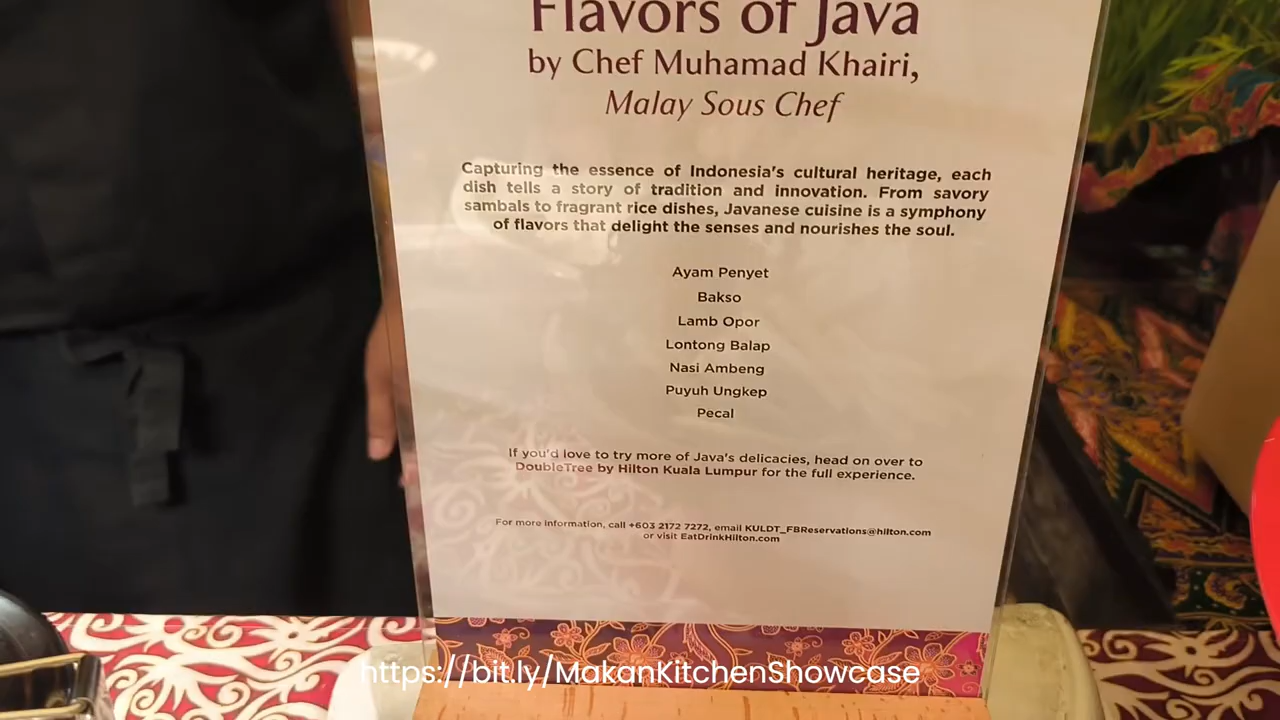 Flavors of Java
by Chef Muhamad Khairi,
Malay Sous Chef
Capturing the essence of Indonesia's cultural heritage, each
dish tells a story of tradition and innovation. From savory
sambals to fragrant rice dishes, Javanese cuisine is a symphony
of flavors that delight the senses and nourishes the soul.
Ayam Penyet
Bakso
Lamb Opor
Lontong Balap
Nasi Ambeng
Puyuh Ungkep
Pecal
If you'd love to try more of Java's delicacies, head on over to
DoubleTree by Hilton Kuala Lumpur for the full experience.
For more information, call +603 2172 7272, email KULDT_FBReservations@hilton.com
or visit EatDrinkHilton.com
https://bit.ly/MakanKitchenShowcase